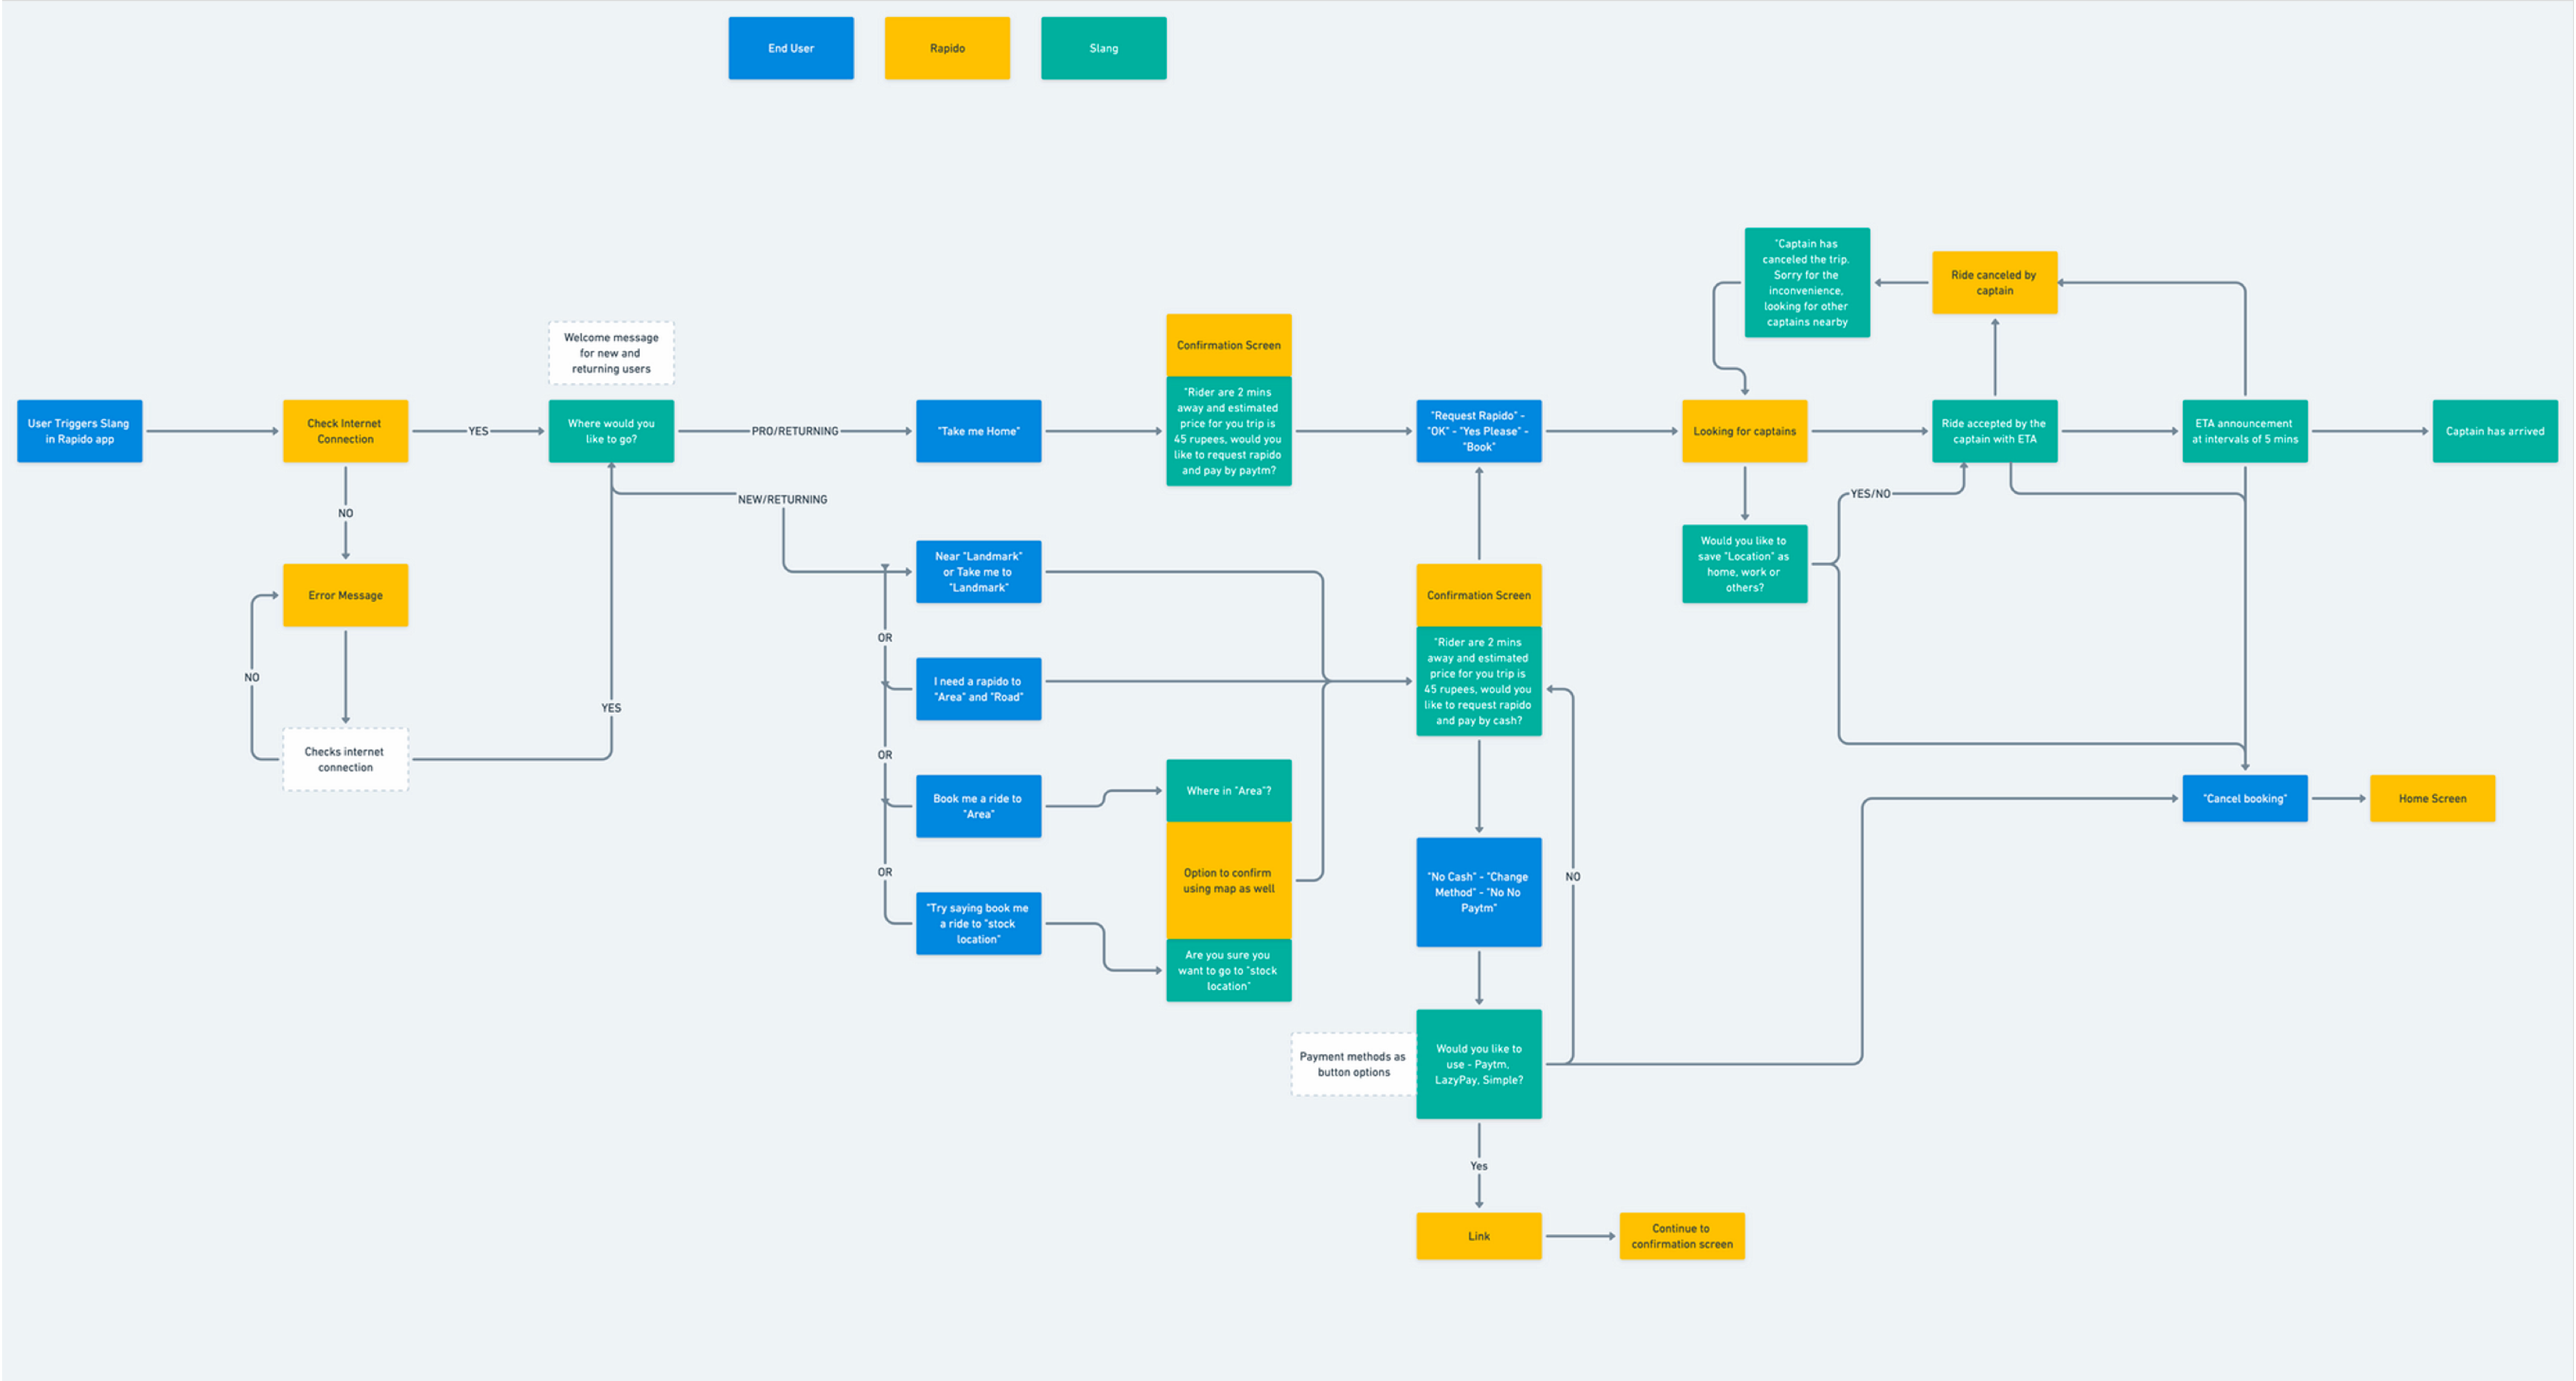 End User
Rapido
Slang
"Captain has
canceled the trip.
Sorry for the
inconvenience,
looking for other
captains nearby
Ride canceled by
captain
Welcome message
for new and
returning users
Confirmation Screen
"Rider are 2 mins
away and estimated
price for you trip is
45 rupees, would you
like to request rapido
and pay by paytm?
User Triggers Slang
in Rapido app
Check Internet
Connection
YES
Where would you
like to go?
PRO/RETURNING
"Take me Home"
"Request Rapido" -
"OK" - "Yes Please" -
"Book"
Looking for captains
Ride accepted by the
captain with ETA
ETA announcement
at intervals of 5 mins
Captain has arrived
NEW/RETURNING
YES/NO
NO
Near "Landmark"
or Take me to
"Landmark"
Would you like to
save "Location" as
home, work or
others?
Error Message
Confirmation Screen
OR
"Rider are 2 mins
away and estimated
price for you trip is
45 rupees, would you
like to request rapido
and pay by cash?
NO
I need a rapido to
"Area" and "Road"
YES
Checks internet
connection
OR
Book me a ride to
"Area"
Where in "Area"?
"Cancel booking"
Home Screen
OR
Option to confirm
using map as well
"No Cash" - "Change
Method" - "No No
Paytm"
NO
"Try saying book me
a ride to "stock
location"
Are you sure you
want to go to "stock
location"
Payment methods as
button options
Would you like to
use - Paytm,
LazyPay, Simple?
Yes
Link
Continue to
confirmation screen